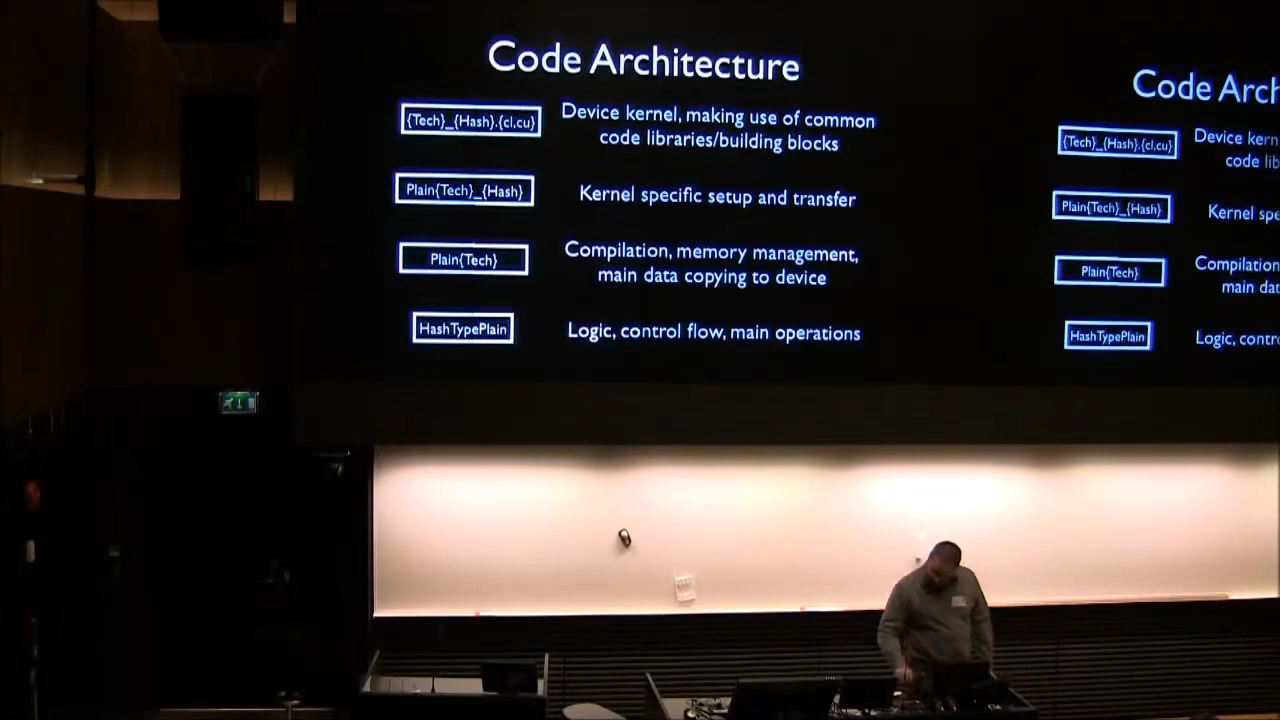 Code Architecture
{Tech}_{Hash}.{cl,cu}
Device kernel, making use of common
code libraries/building blocks
Plain{Tech}_{Hash}
Kernel specific setup and transfer
Plain{Tech}
Compilation, memory management,
main data copying to device
HashTypePlain
Logic, control flow, main operations
Code Arch
{Tech}_{Hash}.{cl,cu}
Device kern
code lib
Plain{Tech}_{Hash}
Kernel spe
Plain{Tech}
Compilation
main dat
HashTypePlain
Logic, contro